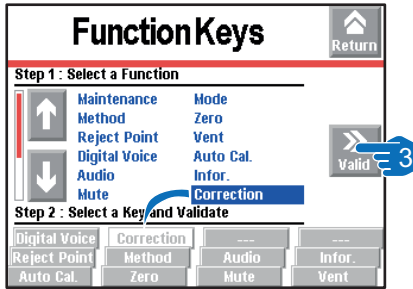 Function Keys
Return
Step 1 : Select a Function
Maintenance Mode
Method Zero
Reject Point Vent
Digital Voice Auto Cal.
Audio Infor.
Mute Correction
Valid
3
Step 2 : Select a Key and Validate
Digital Voice Correction --- ---
Reject Point Method Audio Infor.
Auto Cal. Zero Mute Vent